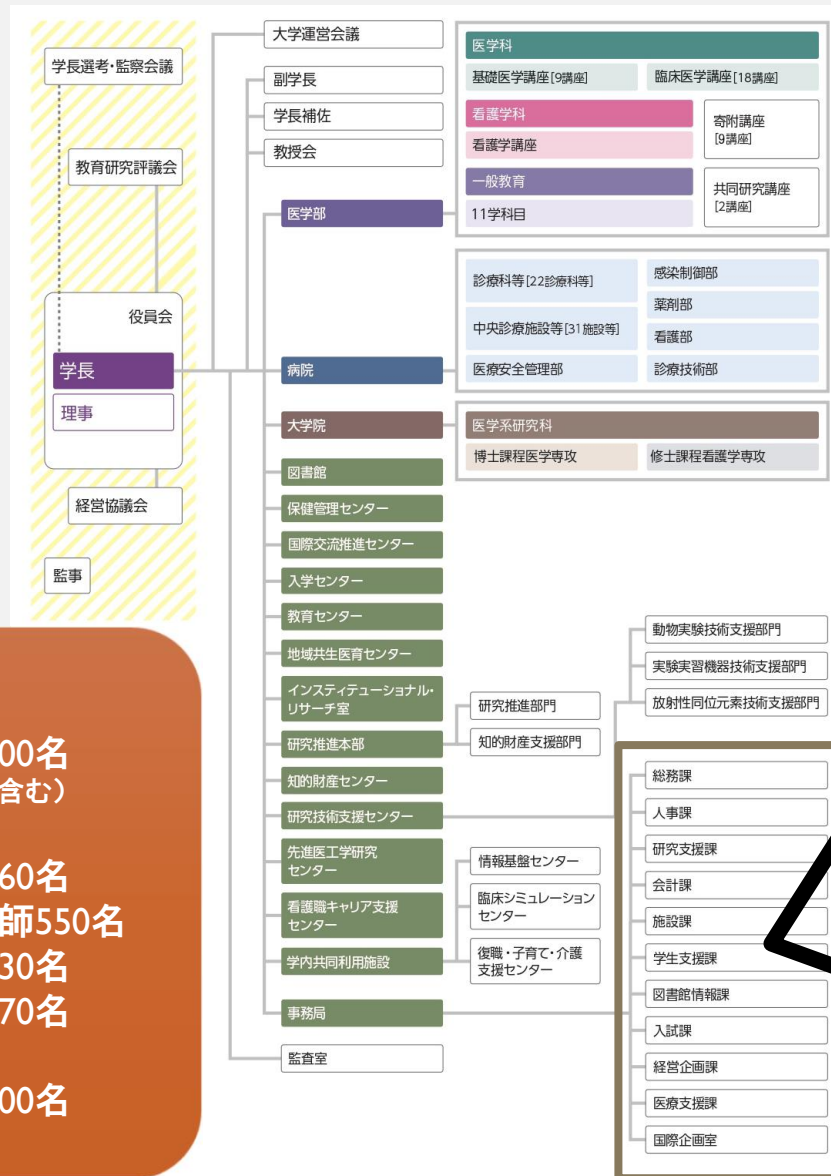 学長選考・監察会議
教育研究評議会
役員会
学長
理事
経営協議会
監事
大学運営会議
副学長
学長補佐
教授会
医学部
病院
大学院
図書館
保健管理センター
国際交流推進センター
入学センター
教育センター
地域共生医育センター
インスティテューショナル・
リサーチ室
研究推進本部
知的財産センター
研究技術支援センター
先進医工学研究
センター
看護職キャリア支援
センター
学内共同利用施設
事務局
監査室
医学科
基礎医学講座[9講座]
臨床医学講座[18講座]
看護学科
看護学講座
一般教育
11学科目
寄附講座
[9講座]
共同研究講座
[2講座]
診療科等[22診療科等]
中央診療施設等[31施設等]
医療安全管理部
感染制御部
薬剤部
看護部
診療技術部
医学系研究科
博士課程医学専攻
修士課程看護学専攻
研究推進部門
知的財産支援部門
動物実験技術支援部門
実験実習機器技術支援部門
放射性同位元素技術支援部門
情報基盤センター
臨床シミュレーション
センター
復職・子育て・介護
支援センター
総務課
人事課
研究支援課
会計課
施設課
学生支援課
図書館情報課
入試課
経営企画課
医療支援課
国際企画室
00名
含む）
60名
師550名
30名
70名
00名